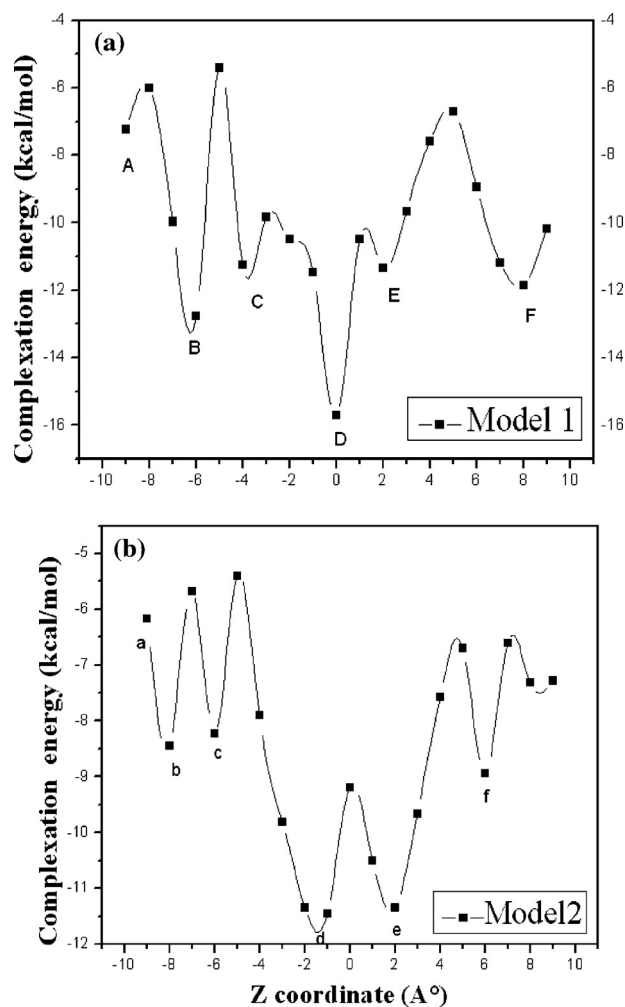 (a)
Complexation energy (kcal/mol)
-4
-6
-8
-10
-12
-14
-16
-4
-6
-8
-10
-12
-14
-16
A
B
C
D
E
F
Model 1
-10 -8 -6 -4 -2 0 2 4 6 8 10
(b)
Complexation energy (kcal/mol)
-5
-6
-7
-8
-9
-10
-11
-12
a
b
c
d
e
f
Model2
-10 -8 -6 -4 -2 0 2 4 6 8 10
Z coordinate (A°)